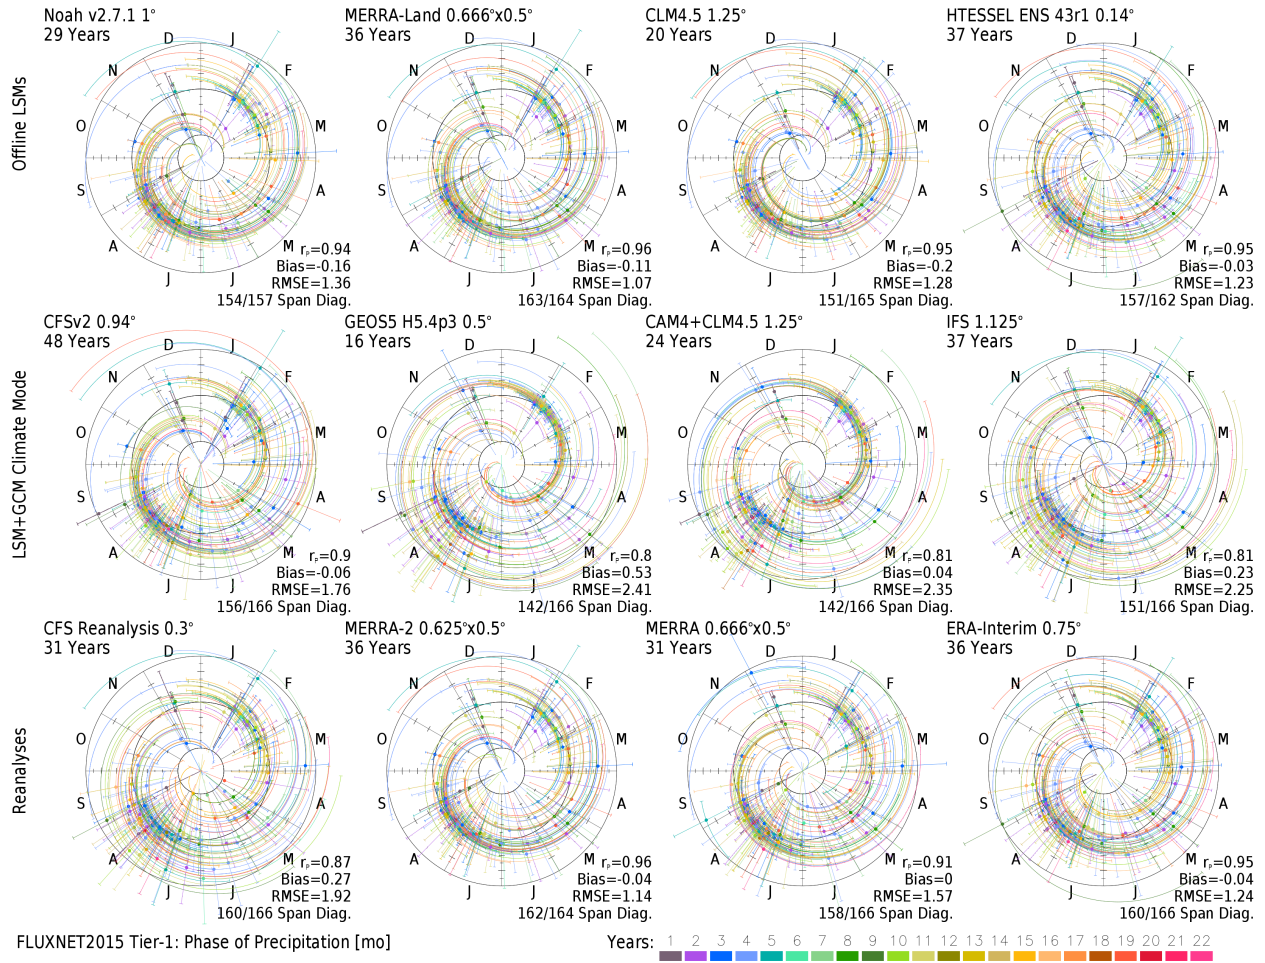 Noah v2.7.1 1°
29 Years
MERRA-Land 0.666°x0.5°
36 Years
CLM4.5 1.25°
20 Years
HTESSEL ENS 43r1 0.14°
37 Years
Offline LSMs
D J F M A M J J A S O N
D J F M A M J J A S O N
D J F M A M J J A S O N
D J F M A M J J A S O N
rₚ=0.94
Bias=-0.16
RMSE=1.36
154/157 Span Diag.
rₚ=0.96
Bias=-0.11
RMSE=1.07
163/164 Span Diag.
rₚ=0.95
Bias=-0.2
RMSE=1.28
151/165 Span Diag.
rₚ=0.95
Bias=-0.03
RMSE=1.23
157/162 Span Diag.
CFSv2 0.94°
48 Years
GEOS5 H5.4p3 0.5°
16 Years
CAM4+CLM4.5 1.25°
24 Years
IFS 1.125°
37 Years
LSM+GCM Climate Mode
D J F M A M J J A S O N
D J F M A M J J A S O N
D J F M A M J J A S O N
D J F M A M J J A S O N
rₚ=0.9
Bias=-0.06
RMSE=1.76
156/166 Span Diag.
rₚ=0.8
Bias=0.53
RMSE=2.41
142/166 Span Diag.
rₚ=0.81
Bias=0.04
RMSE=2.35
142/166 Span Diag.
rₚ=0.81
Bias=0.23
RMSE=2.25
151/166 Span Diag.
CFS Reanalysis 0.3°
31 Years
MERRA-2 0.625°x0.5°
36 Years
MERRA 0.666°x0.5°
31 Years
ERA-Interim 0.75°
36 Years
Reanalyses
D J F M A M J J A S O N
D J F M A M J J A S O N
D J F M A M J J A S O N
D J F M A M J J A S O N
rₚ=0.87
Bias=0.27
RMSE=1.92
160/166 Span Diag.
rₚ=0.96
Bias=-0.04
RMSE=1.14
162/164 Span Diag.
rₚ=0.91
Bias=0
RMSE=1.57
158/166 Span Diag.
rₚ=0.95
Bias=-0.04
RMSE=1.24
160/166 Span Diag.
FLUXNET2015 Tier-1: Phase of Precipitation [mo]
Years: 1 2 3 4 5 6 7 8 9 10 11 12 13 14 15 16 17 18 19 20 21 22